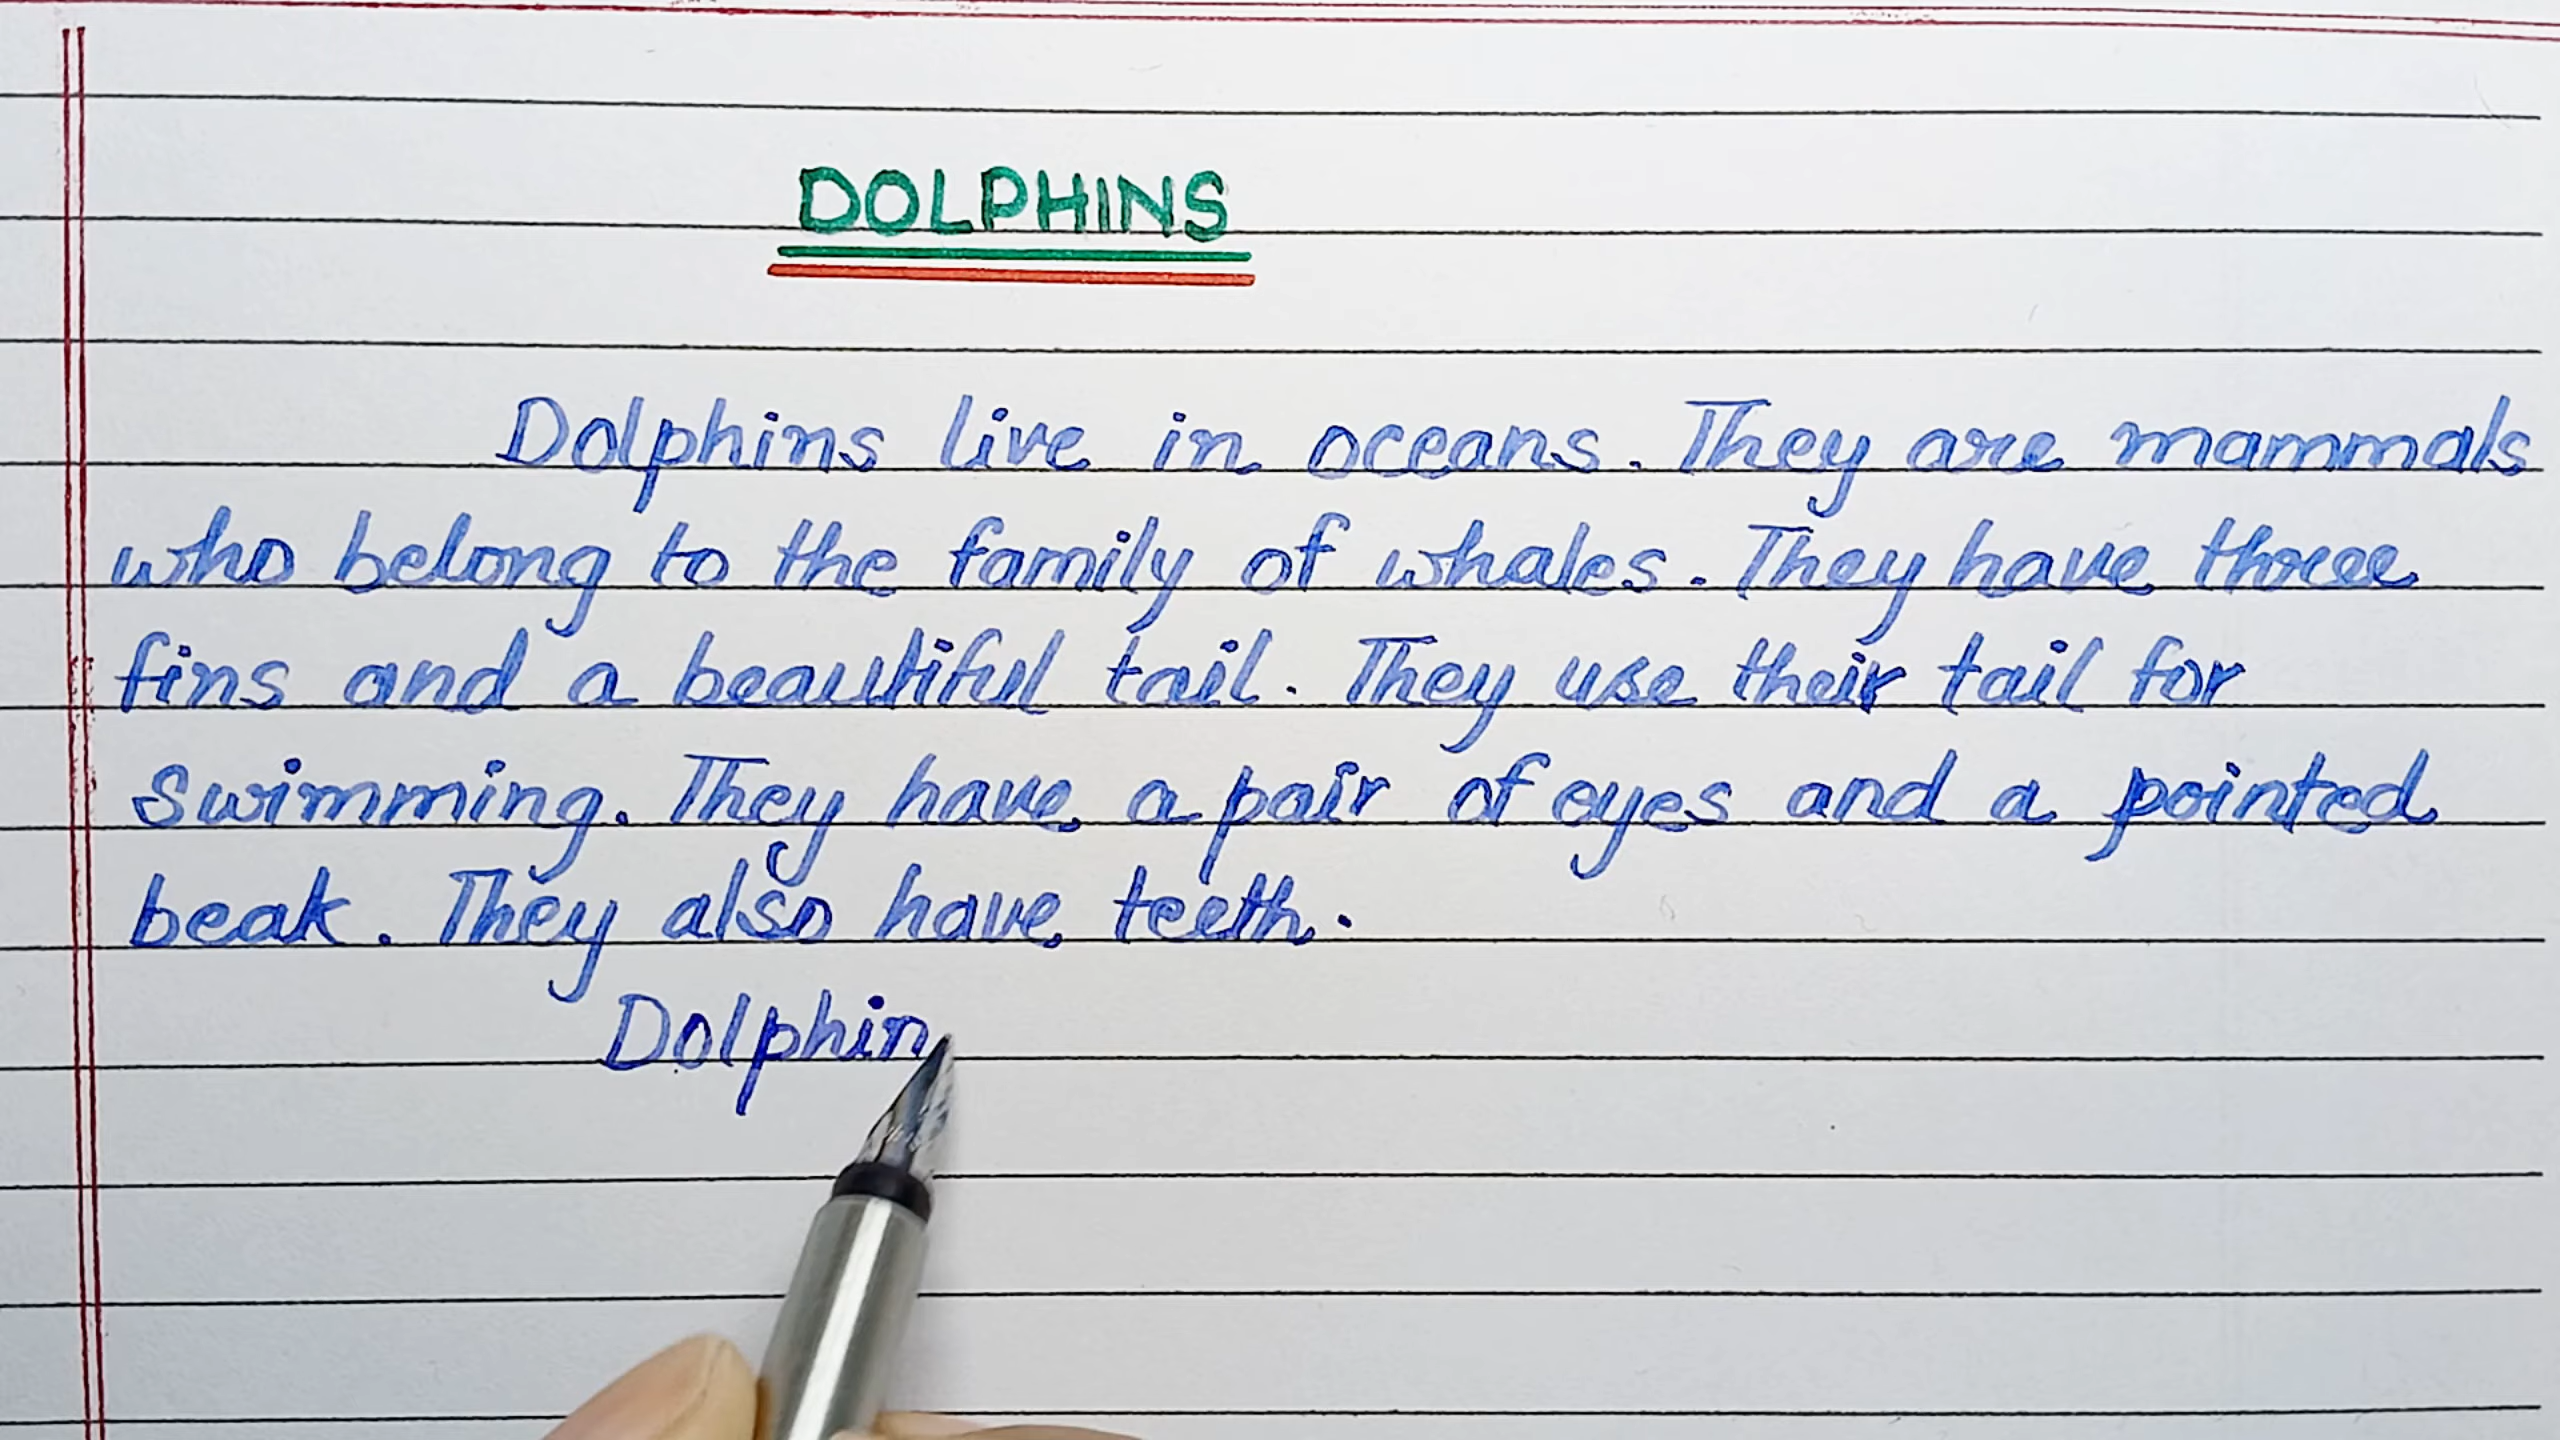 DOLPHINS
Dolphins live in oceans. They are mammals
who belong to the family of whales. They have three
fins and a beautiful tail. They use their tail for
Swimming. They have a pair of eyes and a pointed
beak. They also have teeth.
Dolphin